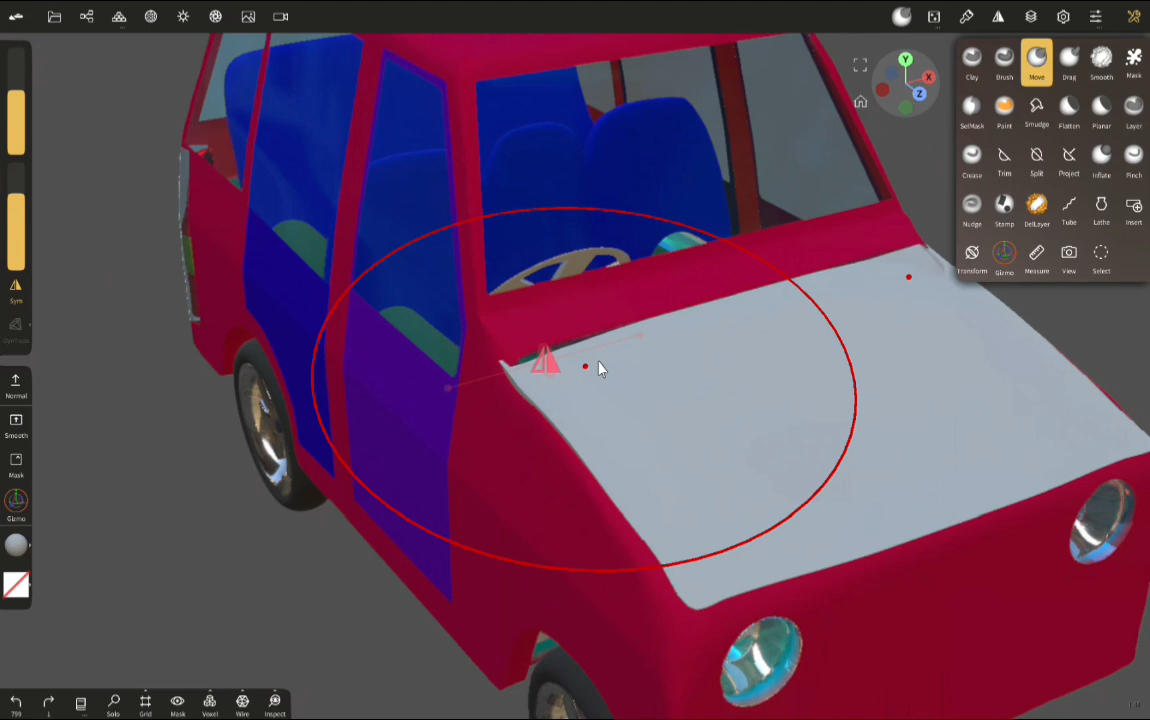 Y
X
Z
Clay Brush Move Drag Smooth Mask
SelMask Paint Smudge Flatten Planar Layer
Crease Trim Split Project Inflate Pinch
Nudge Stamp DelLayer Tube Lathe Insert
Transform Gizmo Measure View Select
Sym
Normal
Smooth
Mask
Gizmo
799 1 ... Solo Grid Mask Voxel Wire Inspect